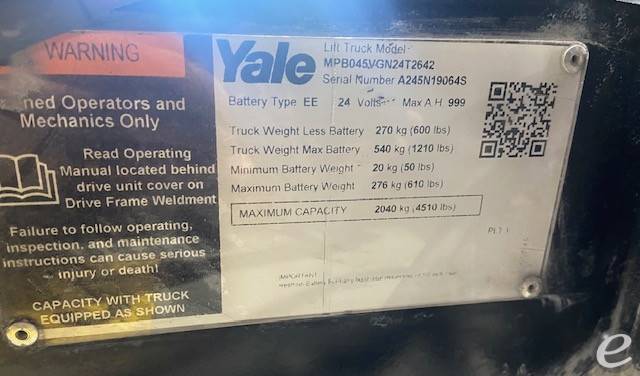 WARNING
ned Operators and
Mechanics Only
Read Operating
Manual located behind
drive unit cover on
Drive Frame Weldment
Failure to follow operating,
inspection, and maintenance
instructions can cause serious
injury or death!
CAPACITY WITH TRUCK
EQUIPPED AS SHOWN
Yale
Lift Truck Model
MPB045VGN24T2642
Serial Number A245N19064S
Battery Type EE 24 Volts Max A.H. 999
Truck Weight Less Battery 270 kg (600 lbs)
Truck Weight Max Battery 540 kg (1210 lbs)
Minimum Battery Weight 20 kg (50 lbs)
Maximum Battery Weight 276 kg (610 lbs)
MAXIMUM CAPACITY 2040 kg (4510 lbs)
IMPORTANT
e